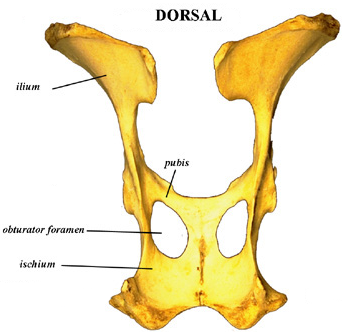 DORSAL
ilium
pubis
obturator foramen
ischium